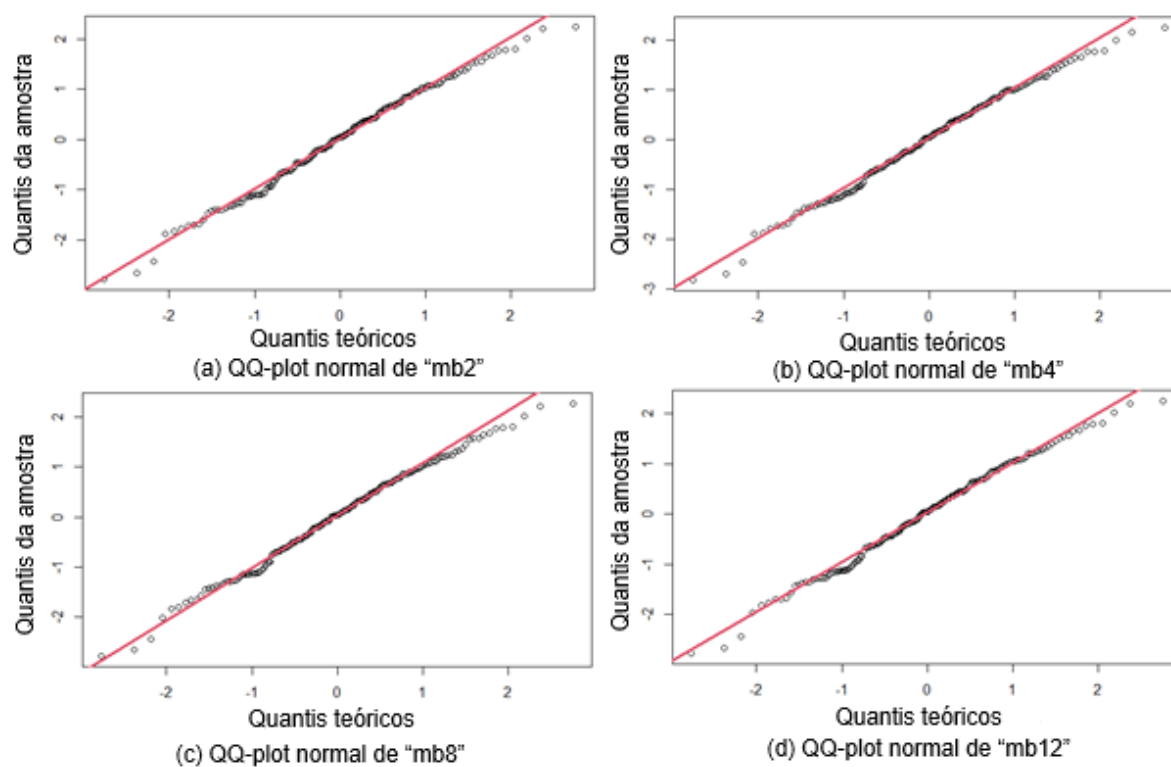 Quantis da amostra
2
1
0
-1
-2
-2 -1 0 1 2
Quantis teóricos
(a) QQ-plot normal de “mb2”
Quantis da amostra
2
1
0
-1
-2
-3
-2 -1 0 1 2
Quantis teóricos
(b) QQ-plot normal de “mb4”
Quantis da amostra
2
1
0
-1
-2
-2 -1 0 1 2
Quantis teóricos
(c) QQ-plot normal de “mb8”
Quantis da amostra
2
1
0
-1
-2
-2 -1 0 1 2
Quantis teóricos
(d) QQ-plot normal de “mb12”